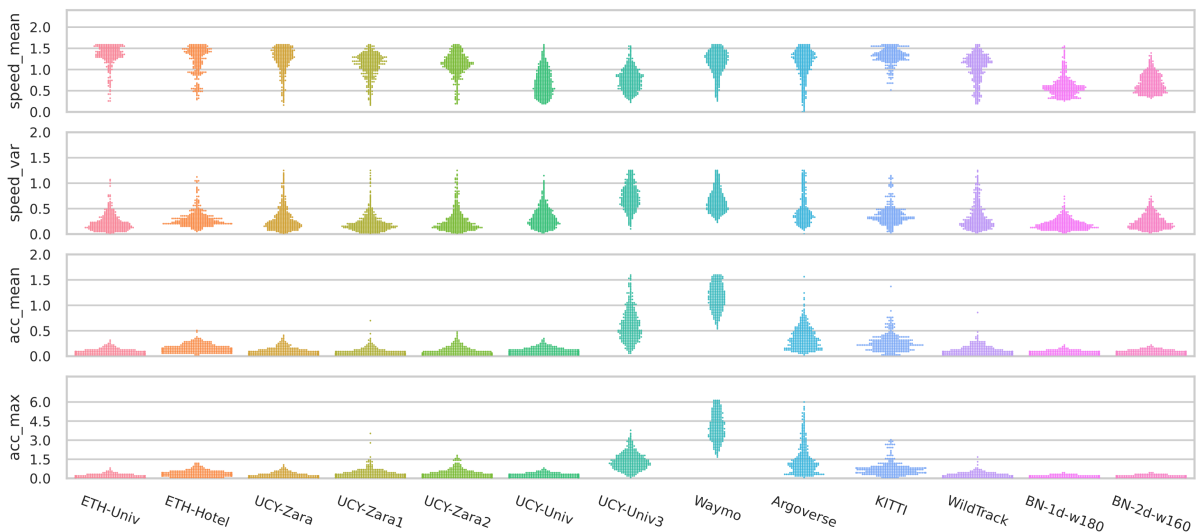 speed_mean
2.0
1.5
1.0
0.5
0.0
speed_var
2.0
1.5
1.0
0.5
0.0
acc_mean
2.0
1.5
1.0
0.5
0.0
acc_max
6.0
4.5
3.0
1.5
0.0
ETH-Univ
ETH-Hotel
UCY-Zara
UCY-Zara1
UCY-Zara2
UCY-Univ
UCY-Univ3
Waymo
Argoverse
KITTI
WildTrack
BN-1d-w180
BN-2d-w160